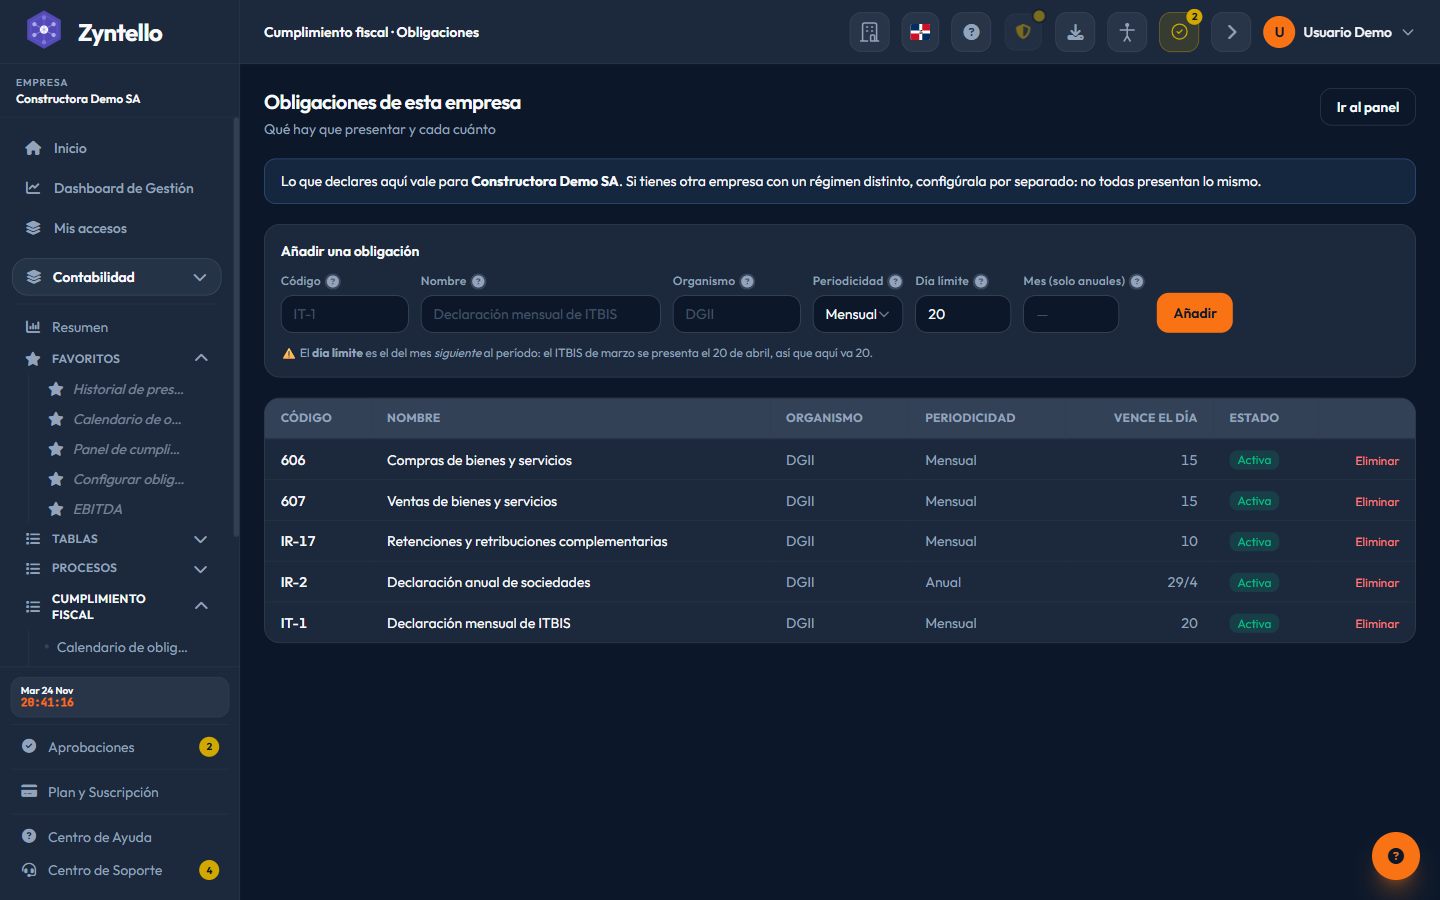 Zyntello
Cumplimiento fiscal · Obligaciones
2
U
Usuario Demo
EMPRESA
Constructora Demo SA
Inicio
Dashboard de Gestión
Mis accesos
Contabilidad
Resumen
FAVORITOS
Historial de pres...
Calendario de o...
Panel de cumpli...
Configurar oblig...
EBITDA
TABLAS
PROCESOS
CUMPLIMIENTO
FISCAL
Calendario de oblig...
Mar 24 Nov
20:41:16
Aprobaciones 2
Plan y Suscripción
Centro de Ayuda
Centro de Soporte 4
Obligaciones de esta empresa
Qué hay que presentar y cada cuánto
Ir al panel
Lo que declares aquí vale para Constructora Demo SA. Si tienes otra empresa con un régimen distinto, configúrala por separado: no todas presentan lo mismo.
Añadir una obligación
Código ? Nombre ? Organismo ? Periodicidad ? Día límite ? Mes (solo anuales) ?
IT-1 Declaración mensual de ITBIS DGII Mensual 20 — Añadir
El día límite es el del mes siguiente al período: el ITBIS de marzo se presenta el 20 de abril, así que aquí va 20.
CÓDIGO NOMBRE ORGANISMO PERIODICIDAD VENCE EL DÍA ESTADO
606 Compras de bienes y servicios DGII Mensual 15 Activa Eliminar
607 Ventas de bienes y servicios DGII Mensual 15 Activa Eliminar
IR-17 Retenciones y retribuciones complementarias DGII Mensual 10 Activa Eliminar
IR-2 Declaración anual de sociedades DGII Anual 29/4 Activa Eliminar
IT-1 Declaración mensual de ITBIS DGII Mensual 20 Activa Eliminar
?